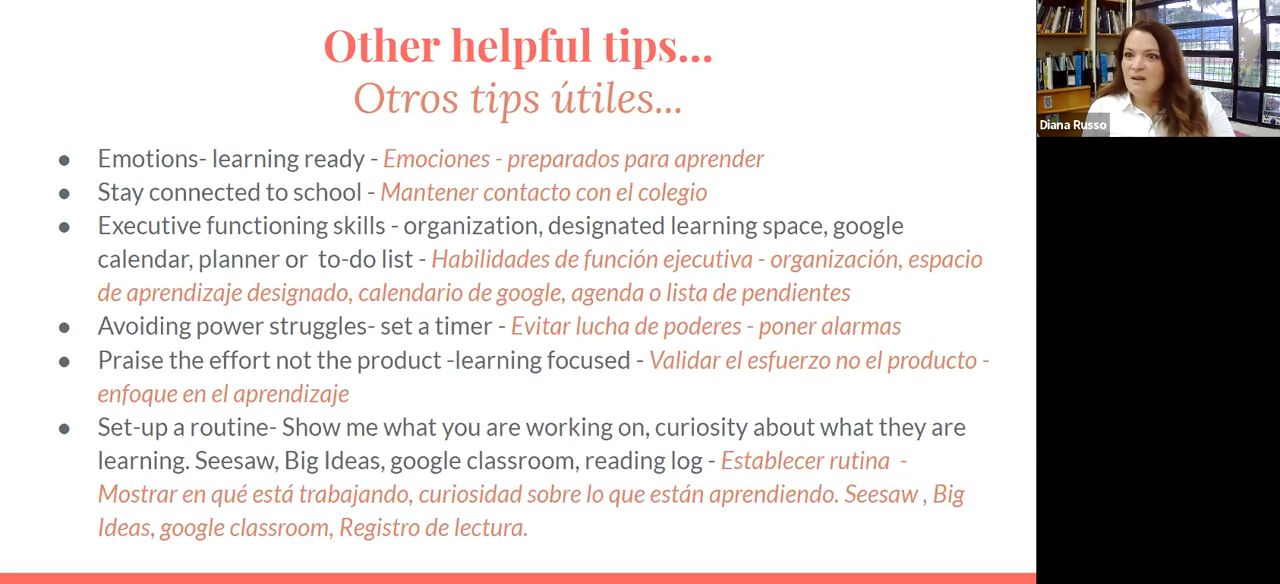 Other helpful tips...
Otros tips útiles...
● Emotions- learning ready - Emociones - preparados para aprender
● Stay connected to school - Mantener contacto con el colegio
● Executive functioning skills - organization, designated learning space, google
calendar, planner or  to-do list - Habilidades de función ejecutiva - organización, espacio
de aprendizaje designado, calendario de google, agenda o lista de pendientes
● Avoiding power struggles- set a timer - Evitar lucha de poderes - poner alarmas
● Praise the effort not the product -learning focused - Validar el esfuerzo no el producto -
enfoque en el aprendizaje
● Set-up a routine- Show me what you are working on, curiosity about what they are
learning. Seesaw, Big Ideas, google classroom, reading log - Establecer rutina  -
Mostrar en qué está trabajando, curiosidad sobre lo que están aprendiendo. Seesaw , Big
Ideas, google classroom, Registro de lectura.
Diana Russo